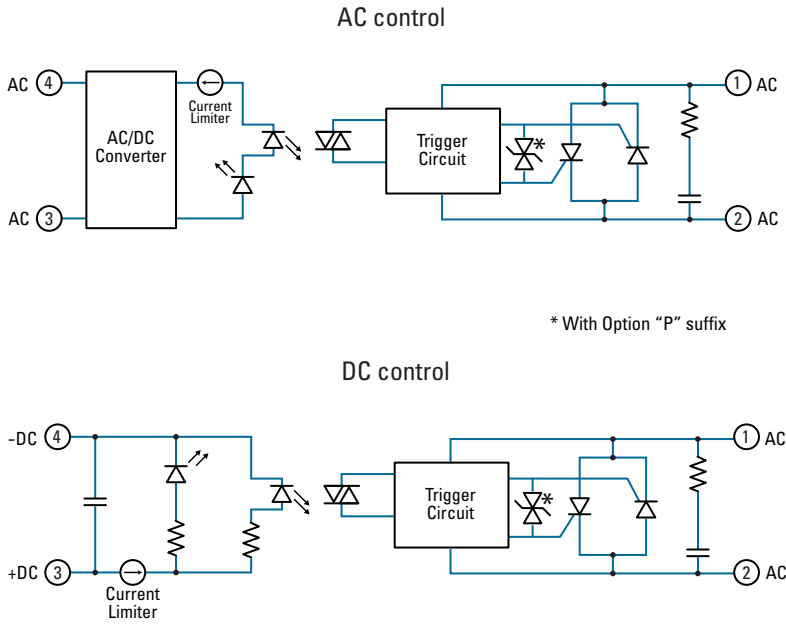 AC control
AC 4
1 AC
Current
Limiter
AC/DC
Converter
Trigger
Circuit
*
AC 3
2 AC
* With Option “P” suffix
DC control
-DC 4
1 AC
Trigger
Circuit
*
+DC 3
2 AC
Current
Limiter